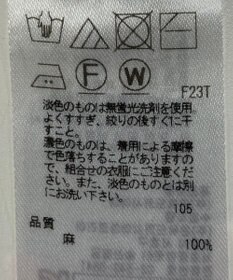 F W
F23T
淡色のものは無蛍光洗剤を使用、
よくすすぎ、絞りの後すぐに干
すこと。
濃色のものは、着用による摩擦
で色落ちすることがありますの
で、組合せの衣服にご注意くださ
い。また、淡色のものとは別
にお洗い下さい。
105
品質
麻 100%